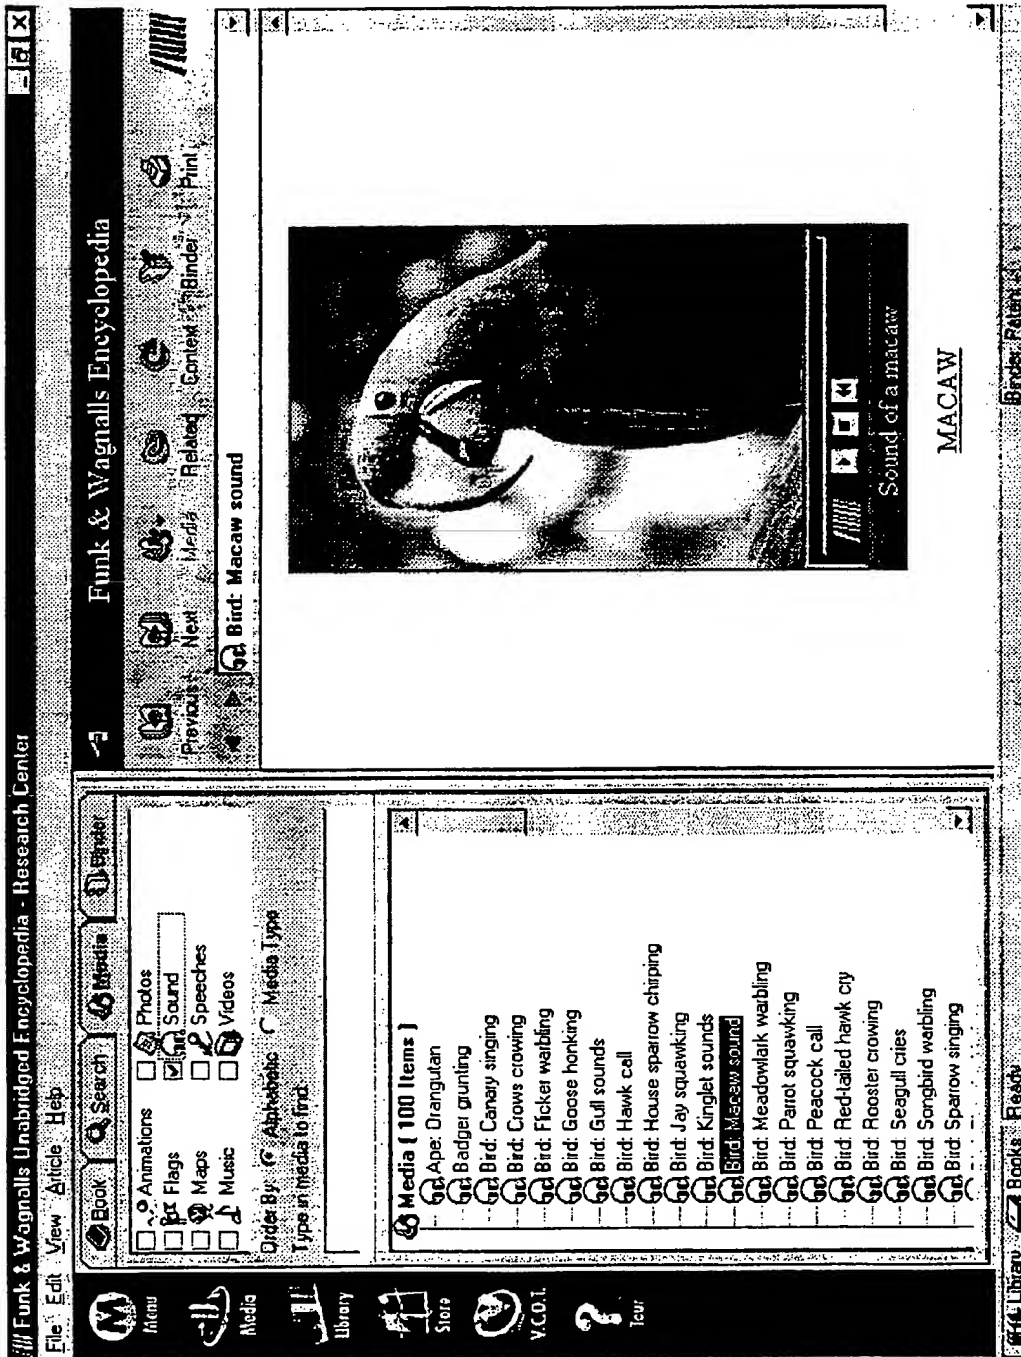 Funk & Wagnalls Unabridged Encyclopedia - Research Center
File Edit View Article Help
Menu
Media
Library
Store
V.C.O.T.
Tour
Book Search Media Binder
Animations Photos
Flags Sound
Maps Speeches
Music Videos
Order By: Alphabetic Media Type
Type in media to find:
Media ( 100 Items )
Ape: Orangutan
Badger grunting
Bird: Canary singing
Bird: Crows crowing
Bird: Flicker warbling
Bird: Goose honking
Bird: Gull sounds
Bird: Hawk call
Bird: House sparrow chirping
Bird: Jay squawking
Bird: Kinglet sounds
Bird: Macaw sound
Bird: Meadowlark warbling
Bird: Parrot squawking
Bird: Peacock call
Bird: Red-tailed hawk cry
Bird: Rooster crowing
Bird: Seagull cries
Bird: Songbird warbling
Bird: Sparrow singing
Funk & Wagnalls Encyclopedia
Previous Next Media Related Context Binder Print
Bird: Macaw sound
Sound of a macaw
MACAW
Library Books Ready
Binder: